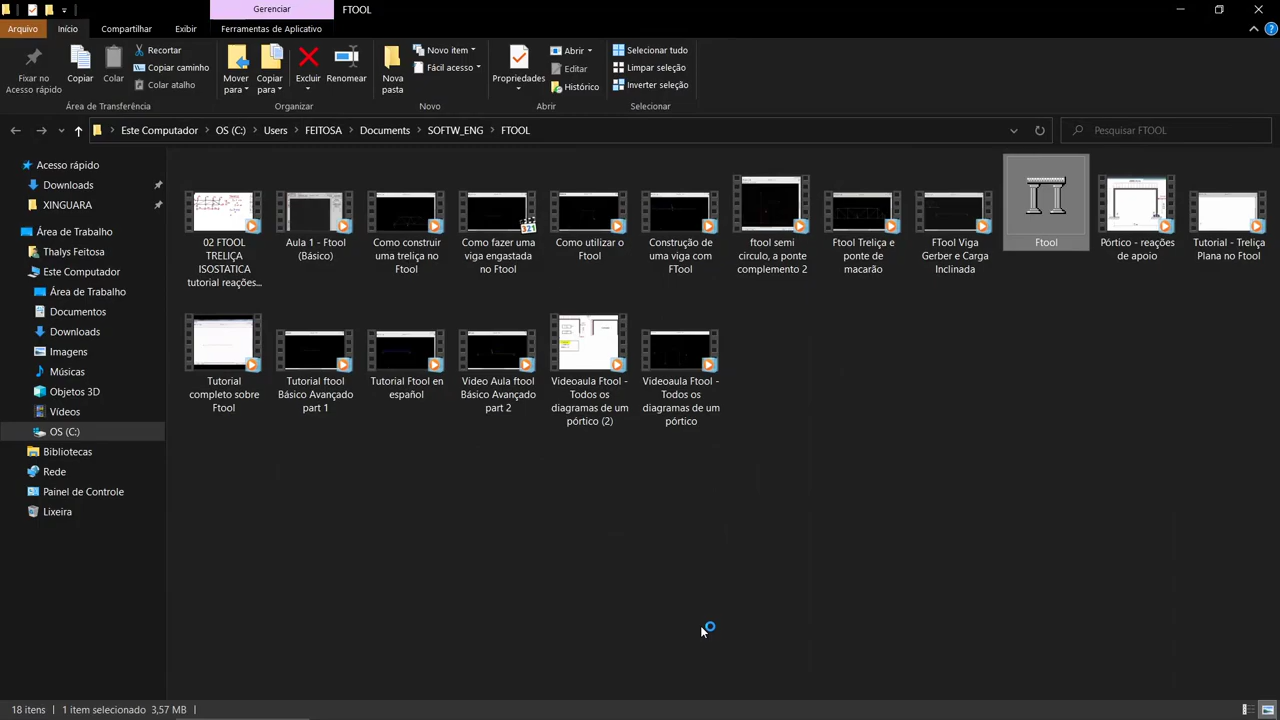 Gerenciar
FTOOL
Arquivo
Início
Compartilhar
Exibir
Ferramentas de Aplicativo
Fixar no
Acesso rápido
Copiar
Colar
Recortar
Copiar caminho
Colar atalho
Área de Transferência
Mover
para
Copiar
para
Excluir
Renomear
Organizar
Nova
pasta
Novo item
Fácil acesso
Novo
Propriedades
Abrir
Editar
Histórico
Abrir
Selecionar tudo
Limpar seleção
Inverter seleção
Selecionar
Este Computador
OS (C:)
Users
FEITOSA
Documents
SOFTW_ENG
FTOOL
Pesquisar FTOOL
Acesso rápido
Downloads
XINGUARA
Área de Trabalho
Thalys Feitosa
Este Computador
Área de Trabalho
Documentos
Downloads
Imagens
Músicas
Objetos 3D
Vídeos
OS (C:)
Bibliotecas
Rede
Painel de Controle
Lixeira
02 FTOOL
TRELIÇA
ISOSTATICA
tutorial reações...
Aula 1 - Ftool
(Básico)
Como construir
uma treliça no
Ftool
Como fazer uma
viga engastada
no Ftool
Como utilizar o
Ftool
Construção de
uma viga com
FTool
ftool semi
circulo, a ponte
complemento 2
Ftool Treliça e
ponte de
macarão
FTool Viga
Gerber e Carga
Inclinada
Ftool
Pórtico - reações
de apoio
Tutorial - Treliça
Plana no Ftool
Tutorial
completo sobre
Ftool
Tutorial ftool
Básico Avançado
part 1
Tutorial Ftool en
español
Vídeo Aula ftool
Básico Avançado
part 2
Videoaula Ftool -
Todos os
diagramas de um
pórtico (2)
Videoaula Ftool -
Todos os
diagramas de um
pórtico
18 itens
1 item selecionado 3,57 MB